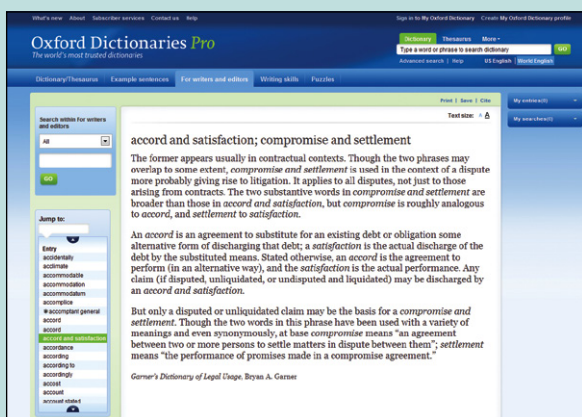 What's new About Subscriber services Contact us Help
Sign in to My Oxford Dictionary Create My Oxford Dictionary profile
Oxford Dictionaries Pro
The world's most trusted dictionaries
Dictionary Thesaurus More
Type a word or phrase to search dictionary
GO
Advanced search | Help
US English | World English
Dictionary/Thesaurus Example sentences For writers and editors Writing skills Puzzles
Print | Save | Cite
My entries(0)
Text size: A A
My searches(1)
Search within For writers
and editors
All
GO
Jump to:
Entry
accidentally
acclimate
accommodable
accommodation
accommodatum
accomplice
accomptant general
accord
accord
accord and satisfaction
accordance
according
according to
accordingly
accost
account
account stated
accord and satisfaction; compromise and settlement
The former appears usually in contractual contexts. Though the two phrases may
overlap to some extent, compromise and settlement is used in the context of a dispute
more probably giving rise to litigation. It applies to all disputes, not just to those
arising from contracts. The two substantive words in compromise and settlement are
broader than those in accord and satisfaction, but compromise is roughly analogous
to accord, and settlement to satisfaction.
An accord is an agreement to substitute for an existing debt or obligation some
alternative form of discharging that debt; a satisfaction is the actual discharge of the
debt by the substituted means. Stated otherwise, an accord is the agreement to
perform (in an alternative way), and the satisfaction is the actual performance. Any
claim (if disputed, unliquidated, or undisputed and liquidated) may be discharged by
an accord and satisfaction.
But only a disputed or unliquidated claim may be the basis for a compromise and
settlement. Though the two words in this phrase have been used with a variety of
meanings and even synonymously, at base compromise means “an agreement
between two or more persons to settle matters in dispute between them”; settlement
means “the performance of promises made in a compromise agreement.”
Garner's Dictionary of Legal Usage, Bryan A. Garner